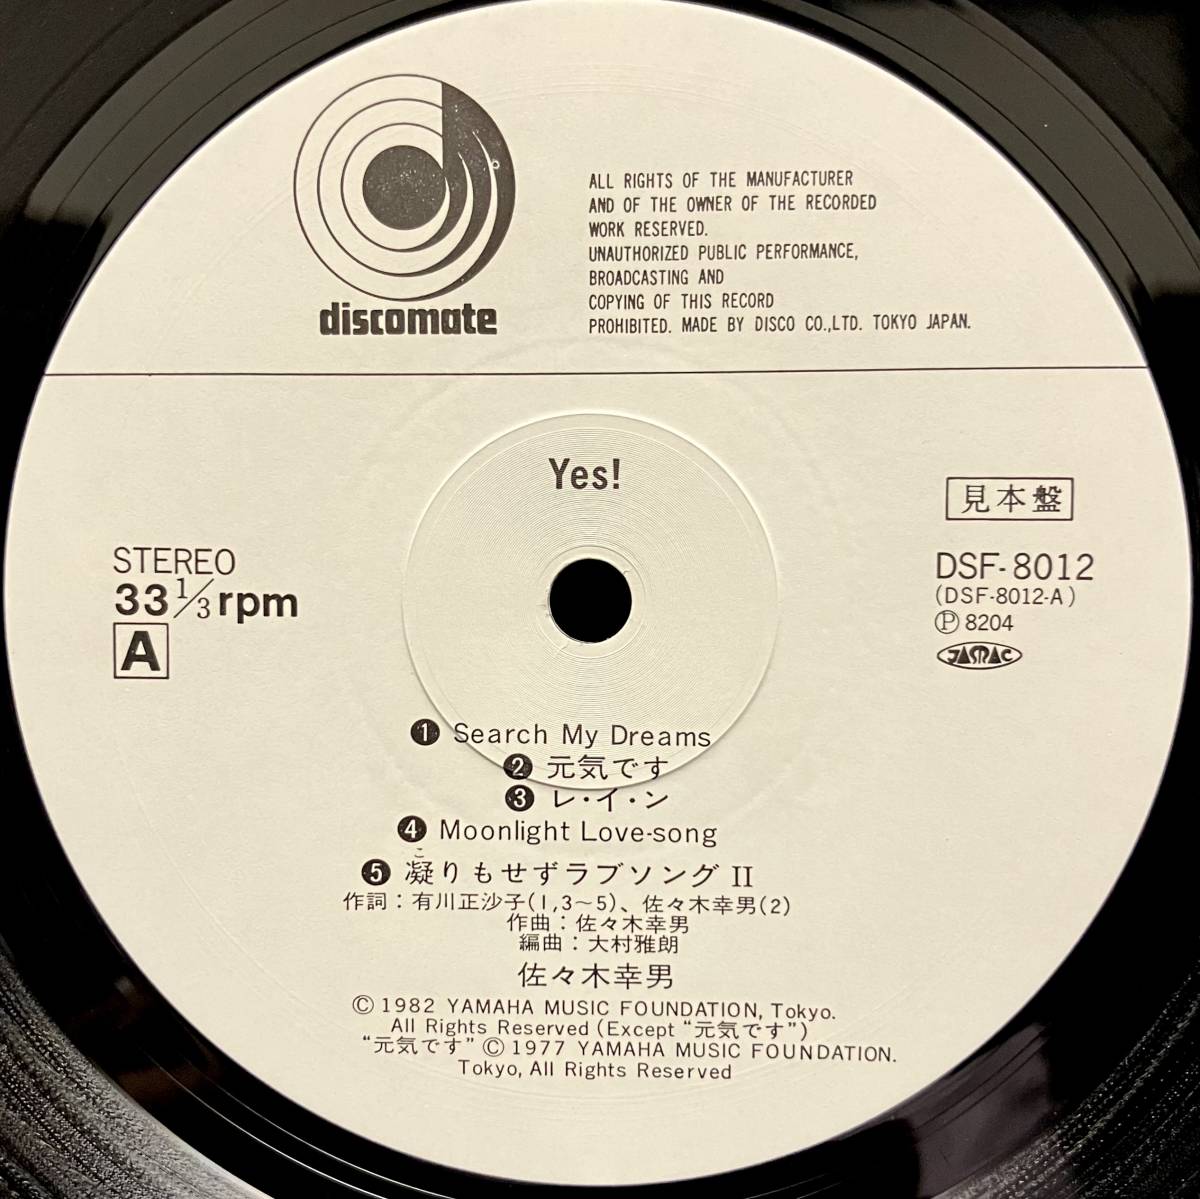 discomate
ALL RIGHTS OF THE MANUFACTURER
AND OF THE OWNER OF THE RECORDED
WORK RESERVED.
UNAUTHORIZED PUBLIC PERFORMANCE,
BROADCASTING AND
COPYING OF THIS RECORD
PROHIBITED. MADE BY DISCO CO.,LTD. TOKYO JAPAN.
Yes!
見本盤
STEREO
33 1/3 rpm
A
DSF-8012
(DSF-8012-A)
Ⓟ 8204
JASRAC
❶ Search My Dreams
❷ 元気です
❸ レ・イ・ン
❹ Moonlight Love-song
こ
❺ 凝りもせずラブソング II
作詞：有川正沙子(1,3〜5)、佐々木幸男(2)
作曲：佐々木幸男
編曲：大村雅朗
佐々木幸男
© 1982 YAMAHA MUSIC FOUNDATION, Tokyo.
All Rights Reserved (Except “元気です”)
“元気です” © 1977 YAMAHA MUSIC FOUNDATION.
Tokyo, All Rights Reserved